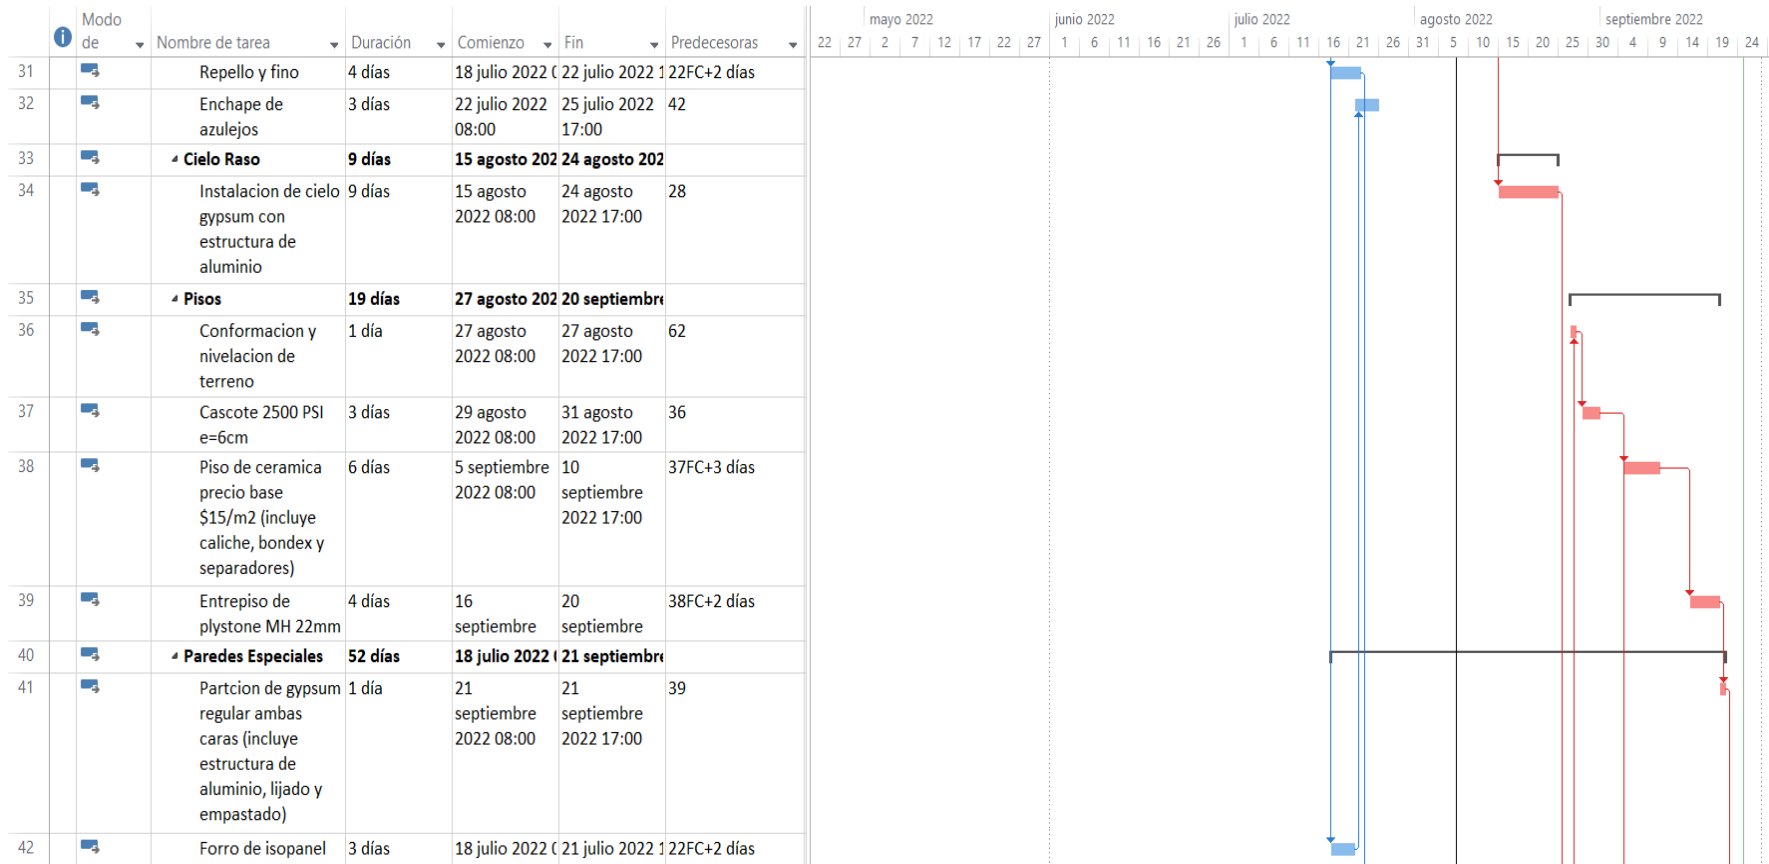 Modo de Nombre de tarea Duración Comienzo Fin Predecesoras
mayo 2022 junio 2022 julio 2022 agosto 2022 septiembre 2022
22 27 2 7 12 17 22 27 1 6 11 16 21 26 1 6 11 16 21 26 31 5 10 15 20 25 30 4 9 14 19 24
31 Repello y fino 4 días 18 julio 2022 22 julio 2022 22FC+2 días
32 Enchape de 3 días 22 julio 2022 25 julio 2022 42
azulejos 08:00 17:00
33 Cielo Raso 9 días 15 agosto 202 24 agosto 202
34 Instalacion de cielo 9 días 15 agosto 24 agosto 28
gypsum con 2022 08:00 2022 17:00
estructura de
aluminio
35 Pisos 19 días 27 agosto 202 20 septiembre
36 Conformacion y 1 día 27 agosto 27 agosto 62
nivelacion de 2022 08:00 2022 17:00
terreno
37 Cascote 2500 PSI 3 días 29 agosto 31 agosto 36
e=6cm 2022 08:00 2022 17:00
38 Piso de ceramica 6 días 5 septiembre 10 37FC+3 días
precio base 2022 08:00 septiembre
$15/m2 (incluye 2022 17:00
caliche, bondex y
separadores)
39 Entrepiso de 4 días 16 20 38FC+2 días
plystone MH 22mm septiembre septiembre
40 Paredes Especiales 52 días 18 julio 2022 21 septiembre
41 Partcion de gypsum 1 día 21 21 39
regular ambas septiembre septiembre
caras (incluye 2022 08:00 2022 17:00
estructura de
aluminio, lijado y
empastado)
42 Forro de isopanel 3 días 18 julio 2022 21 julio 2022 22FC+2 días